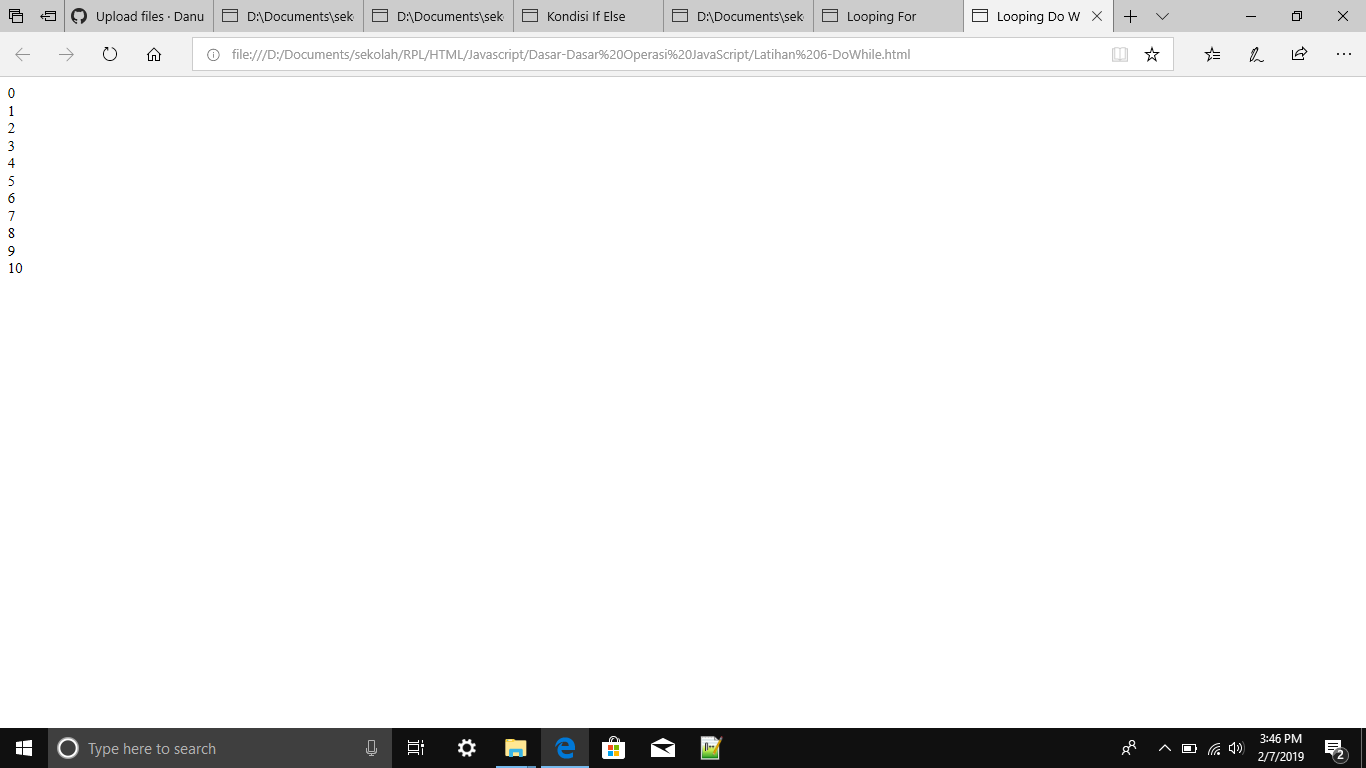 Upload files · Danu
D:\Documents\sek
D:\Documents\sek
Kondisi If Else
D:\Documents\sek
Looping For
Looping Do W
file:///D:/Documents/sekolah/RPL/HTML/Javascript/Dasar-Dasar%20Operasi%20JavaScript/Latihan%206-DoWhile.html
0
1
2
3
4
5
6
7
8
9
10
Type here to search
3:46 PM
2/7/2019
2